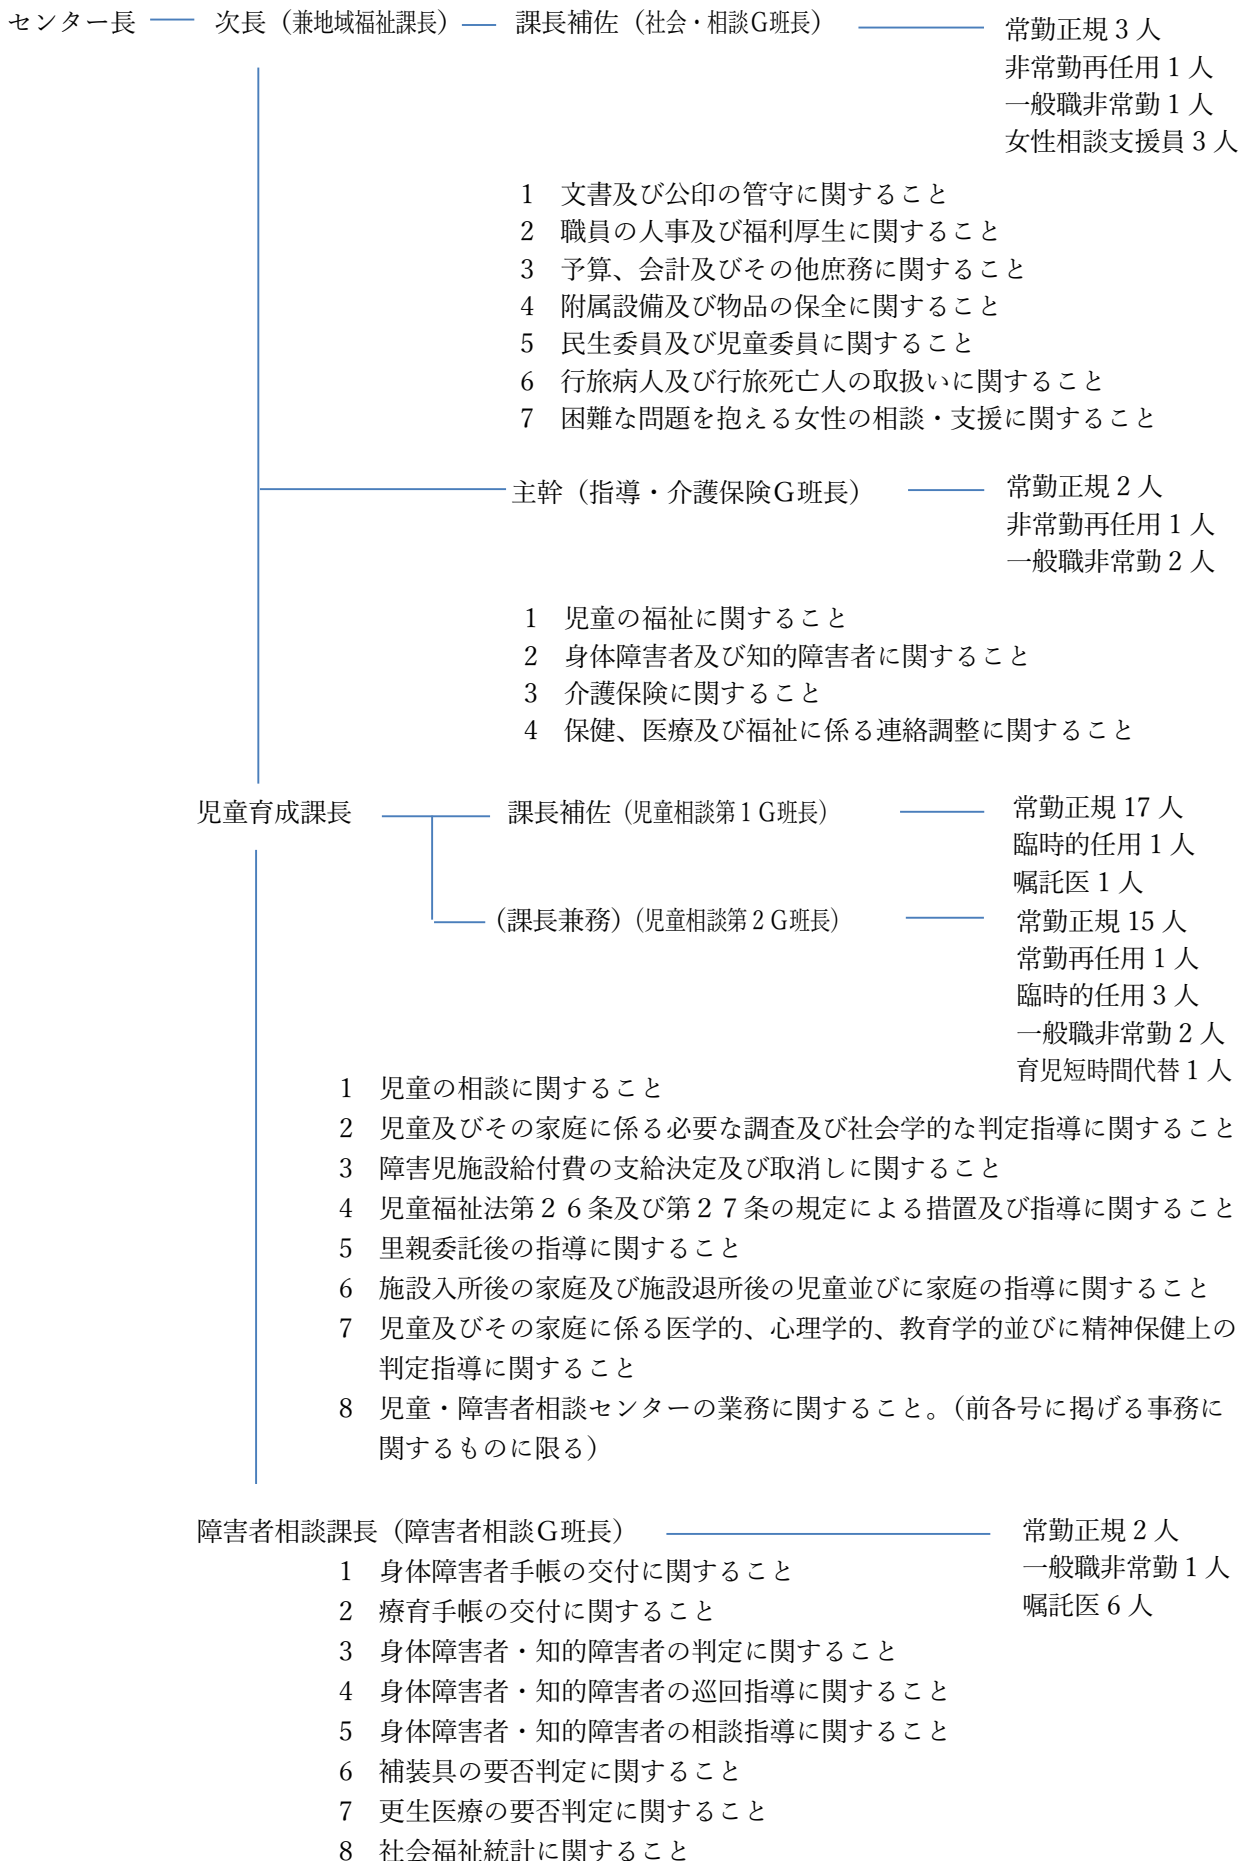 センター長 次長（兼地域福祉課長） 課長補佐（社会・相談G班長） 常勤正規3人
非常勤再任用1人
一般職非常勤1人
女性相談支援員3人
1 文書及び公印の管守に関すること
2 職員の人事及び福利厚生に関すること
3 予算、会計及びその他庶務に関すること
4 附属設備及び物品の保全に関すること
5 民生委員及び児童委員に関すること
6 行旅病人及び行旅死亡人の取扱いに関すること
7 困難な問題を抱える女性の相談・支援に関すること
主幹（指導・介護保険G班長） 常勤正規2人
非常勤再任用1人
一般職非常勤2人
1 児童の福祉に関すること
2 身体障害者及び知的障害者に関すること
3 介護保険に関すること
4 保健、医療及び福祉に係る連絡調整に関すること
児童育成課長 課長補佐（児童相談第1G班長） 常勤正規17人
臨時的任用1人
嘱託医1人
（課長兼務）（児童相談第2G班長） 常勤正規15人
常勤再任用1人
臨時的任用3人
一般職非常勤2人
育児短時間代替1人
1 児童の相談に関すること
2 児童及びその家庭に係る必要な調査及び社会学的な判定指導に関すること
3 障害児施設給付費の支給決定及び取消しに関すること
4 児童福祉法第26条及び第27条の規定による措置及び指導に関すること
5 里親委託後の指導に関すること
6 施設入所後の家庭及び施設退所後の児童並びに家庭の指導に関すること
7 児童及びその家庭に係る医学的、心理学的、教育学的並びに精神保健上の
判定指導に関すること
8 児童・障害者相談センターの業務に関すること。（前各号に掲げる事務に
関するものに限る）
障害者相談課長（障害者相談G班長） 常勤正規2人
一般職非常勤1人
嘱託医6人
1 身体障害者手帳の交付に関すること
2 療育手帳の交付に関すること
3 身体障害者・知的障害者の判定に関すること
4 身体障害者・知的障害者の巡回指導に関すること
5 身体障害者・知的障害者の相談指導に関すること
6 補装具の要否判定に関すること
7 更生医療の要否判定に関すること
8 社会福祉統計に関すること